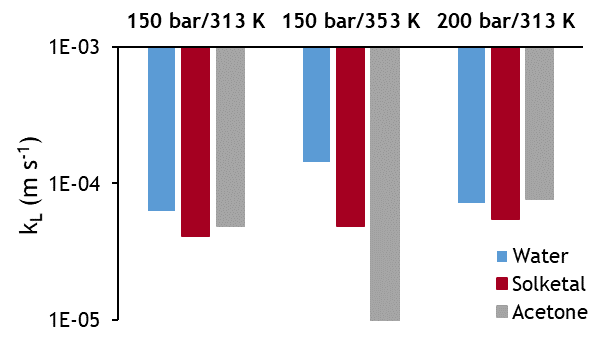 150 bar/313 K 150 bar/353 K 200 bar/313 K
1E-03
1E-04
1E-05
kL (m s-1)
Water
Solketal
Acetone